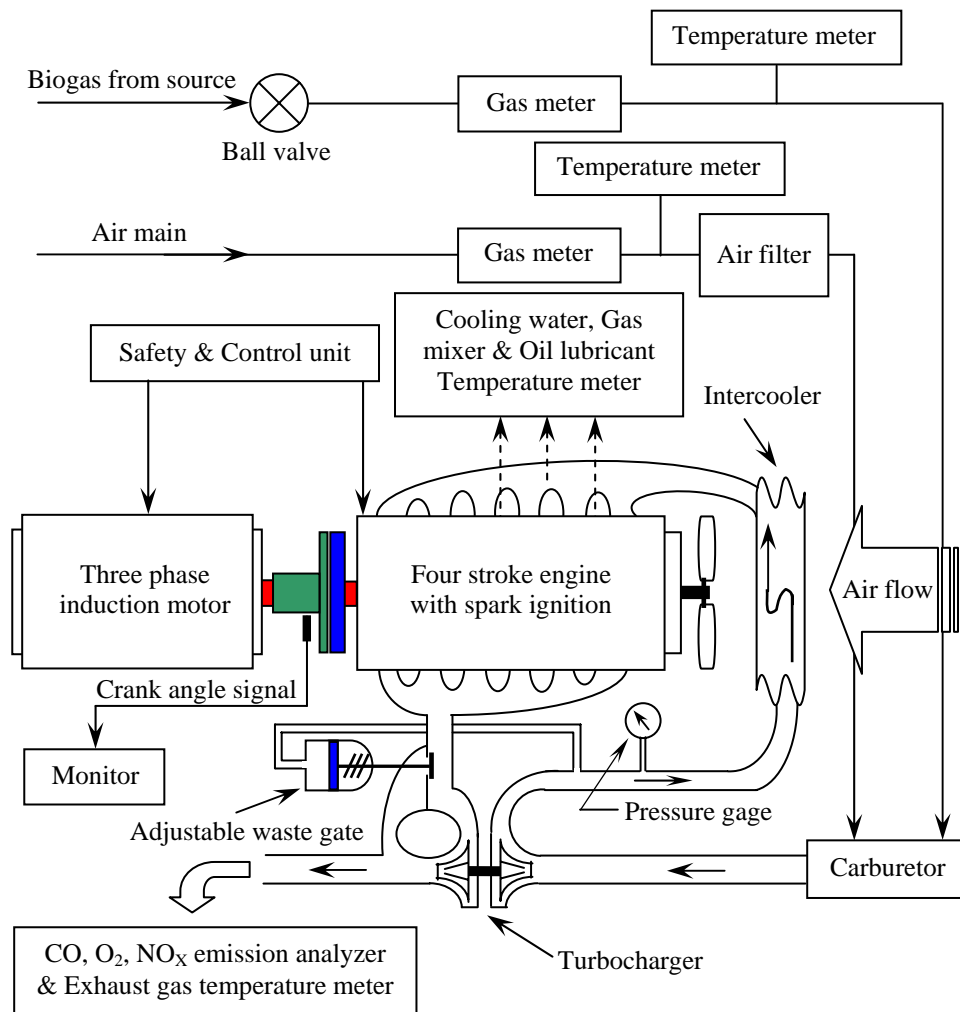 Temperature meter
Biogas from source
Gas meter
Ball valve
Temperature meter
Air main
Gas meter
Air filter
Cooling water, Gas
mixer & Oil lubricant
Temperature meter
Safety & Control unit
Intercooler
Three phase
induction motor
Four stroke engine
with spark ignition
Air flow
Crank angle signal
Monitor
Pressure gage
Adjustable waste gate
Carburetor
CO, O₂, NOₓ emission analyzer
& Exhaust gas temperature meter
Turbocharger